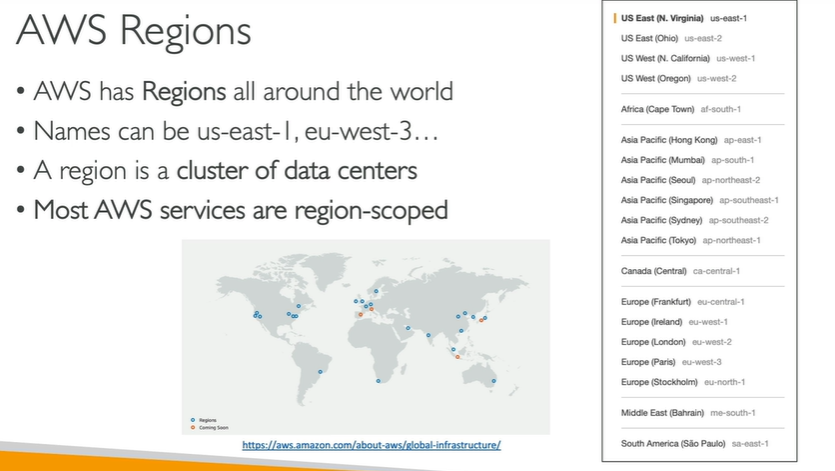 AWS Regions
• AWS has Regions all around the world
• Names can be us-east-1, eu-west-3…
• A region is a cluster of data centers
• Most AWS services are region-scoped
Regions
Coming Soon
https://aws.amazon.com/about-aws/global-infrastructure/
US East (N. Virginia) us-east-1
US East (Ohio) us-east-2
US West (N. California) us-west-1
US West (Oregon) us-west-2
Africa (Cape Town) af-south-1
Asia Pacific (Hong Kong) ap-east-1
Asia Pacific (Mumbai) ap-south-1
Asia Pacific (Seoul) ap-northeast-2
Asia Pacific (Singapore) ap-southeast-1
Asia Pacific (Sydney) ap-southeast-2
Asia Pacific (Tokyo) ap-northeast-1
Canada (Central) ca-central-1
Europe (Frankfurt) eu-central-1
Europe (Ireland) eu-west-1
Europe (London) eu-west-2
Europe (Paris) eu-west-3
Europe (Stockholm) eu-north-1
Middle East (Bahrain) me-south-1
South America (São Paulo) sa-east-1